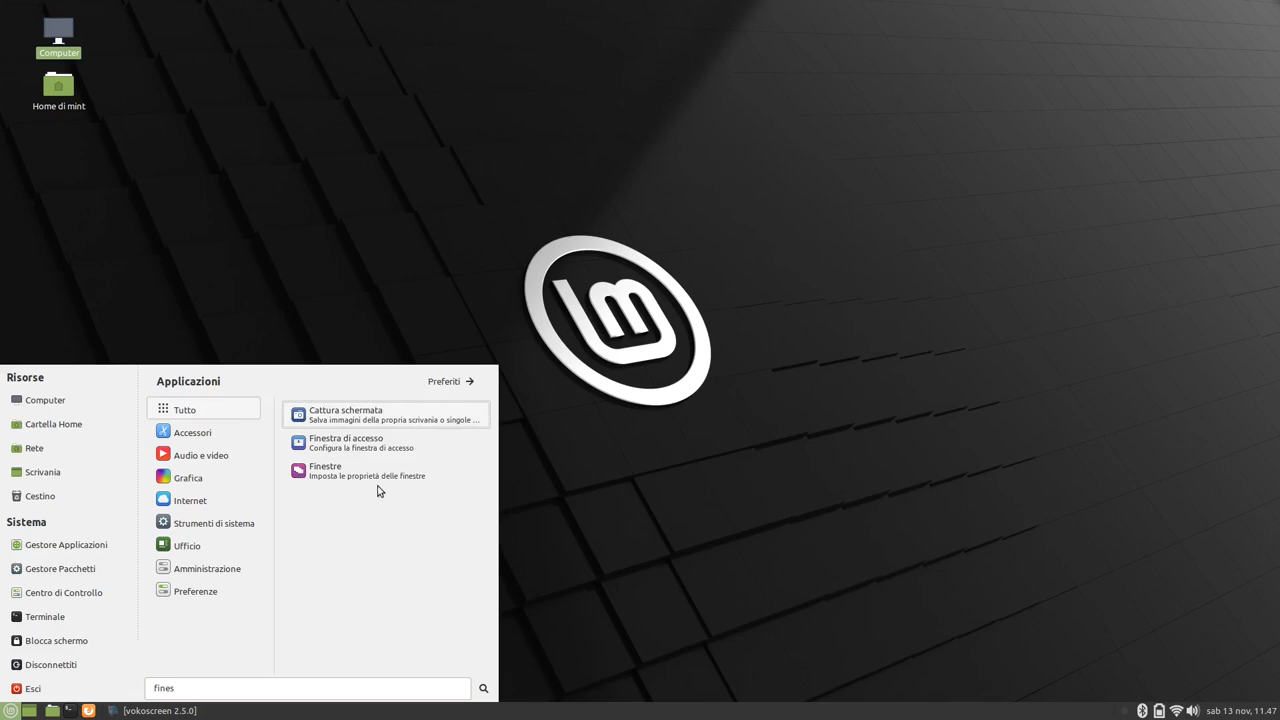 Computer
Home di mint
Risorse
Computer
Cartella Home
Rete
Scrivania
Cestino
Sistema
Gestore Applicazioni
Gestore Pacchetti
Centro di Controllo
Terminale
Blocca schermo
Disconnettiti
Esci
Applicazioni
Preferiti
Tutto
Accessori
Audio e video
Grafica
Internet
Strumenti di sistema
Ufficio
Amministrazione
Preferenze
Cattura schermata
Salva immagini della propria scrivania o singole ...
Finestra di accesso
Configura la finestra di accesso
Finestre
Imposta le proprietà delle finestre
fines
[vokoscreen 2.5.0]
sab 13 nov, 11.47